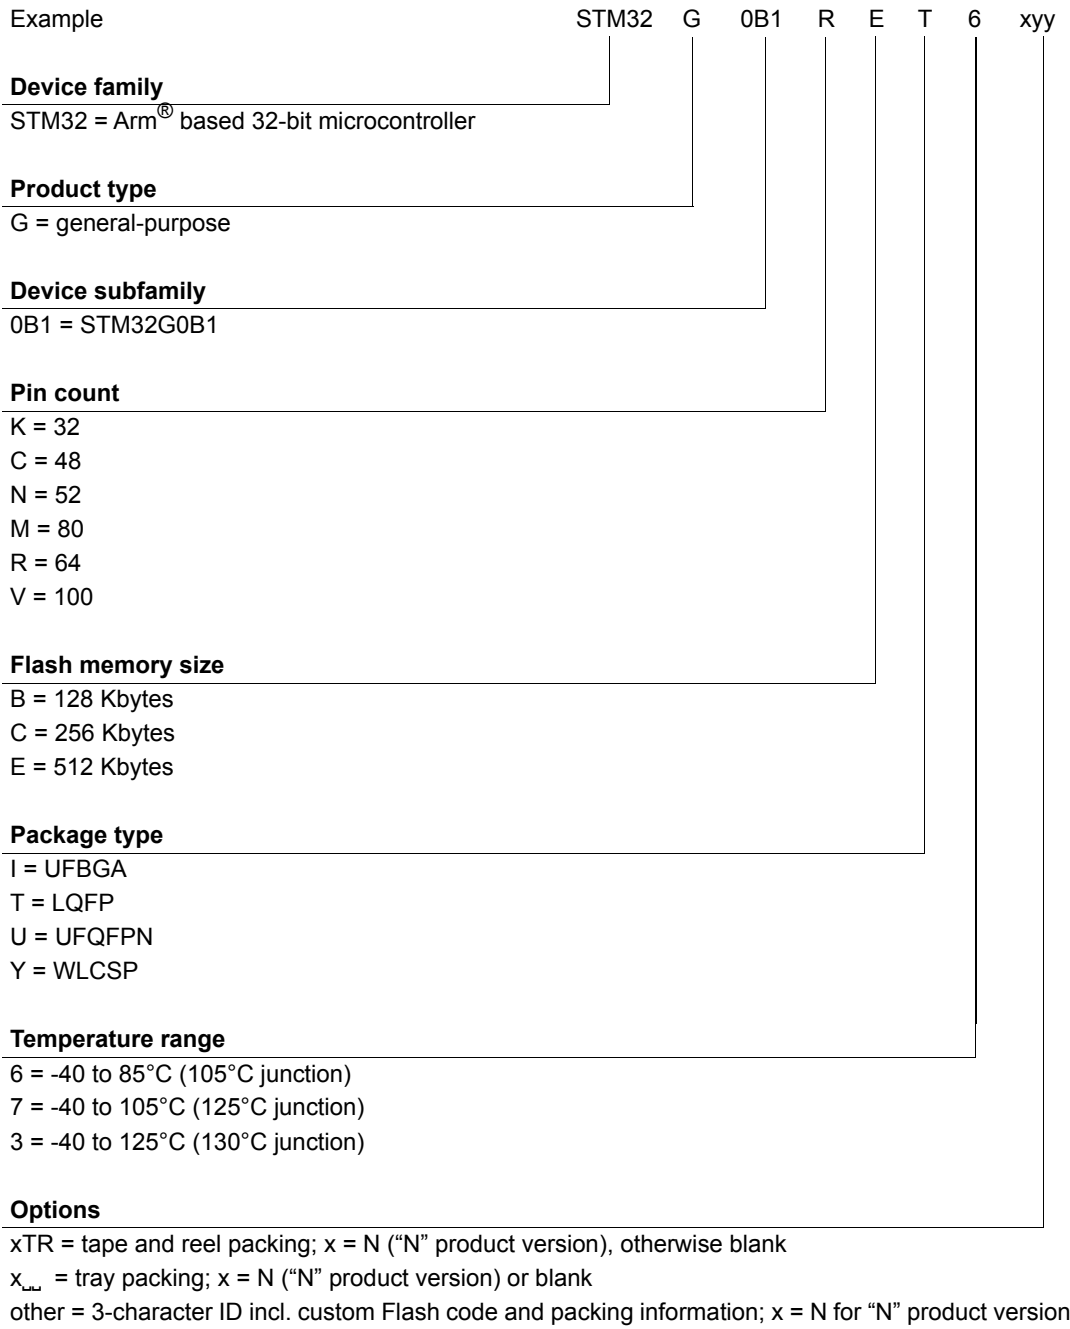 Example STM32 G 0B1 R E T 6 xyy
Device family
STM32 = Arm® based 32-bit microcontroller
Product type
G = general-purpose
Device subfamily
0B1 = STM32G0B1
Pin count
K = 32
C = 48
N = 52
M = 80
R = 64
V = 100
Flash memory size
B = 128 Kbytes
C = 256 Kbytes
E = 512 Kbytes
Package type
I = UFBGA
T = LQFP
U = UFQFPN
Y = WLCSP
Temperature range
6 = -40 to 85°C (105°C junction)
7 = -40 to 105°C (125°C junction)
3 = -40 to 125°C (130°C junction)
Options
xTR = tape and reel packing; x = N (“N” product version), otherwise blank
x␣␣ = tray packing; x = N (“N” product version) or blank
other = 3-character ID incl. custom Flash code and packing information; x = N for “N” product version